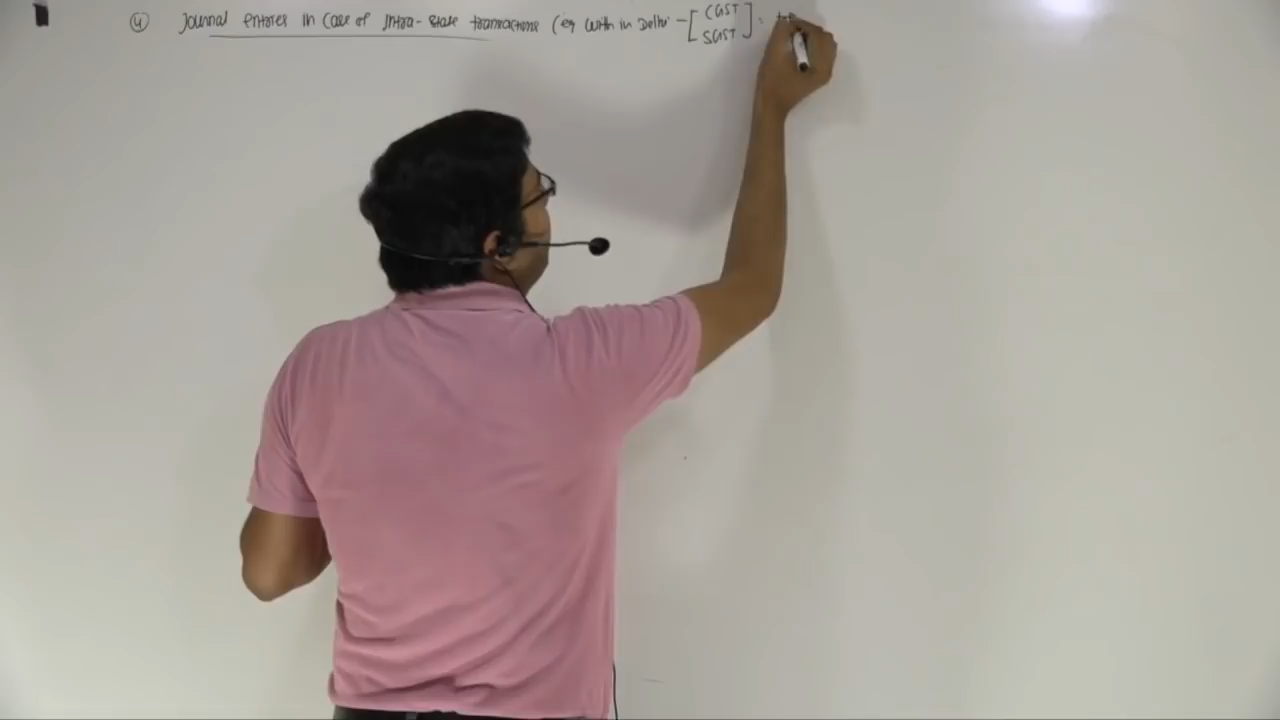 ④ Journal entries in Case of Intra-State transactions (eg with in Delhi - [ CGST
SGST ]